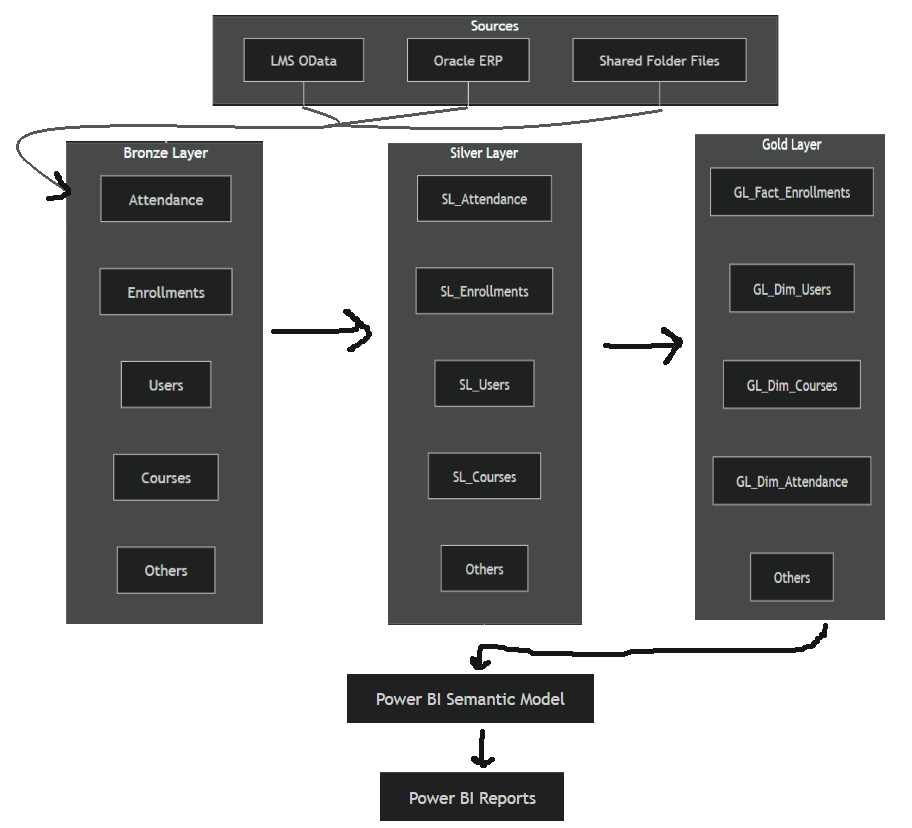 Sources
LMS OData
Oracle ERP
Shared Folder Files
Bronze Layer
Attendance
Enrollments
Users
Courses
Others
Silver Layer
SL_Attendance
SL_Enrollments
SL_Users
SL_Courses
Others
Gold Layer
GL_Fact_Enrollments
GL_Dim_Users
GL_Dim_Courses
GL_Dim_Attendance
Others
Power BI Semantic Model
Power BI Reports